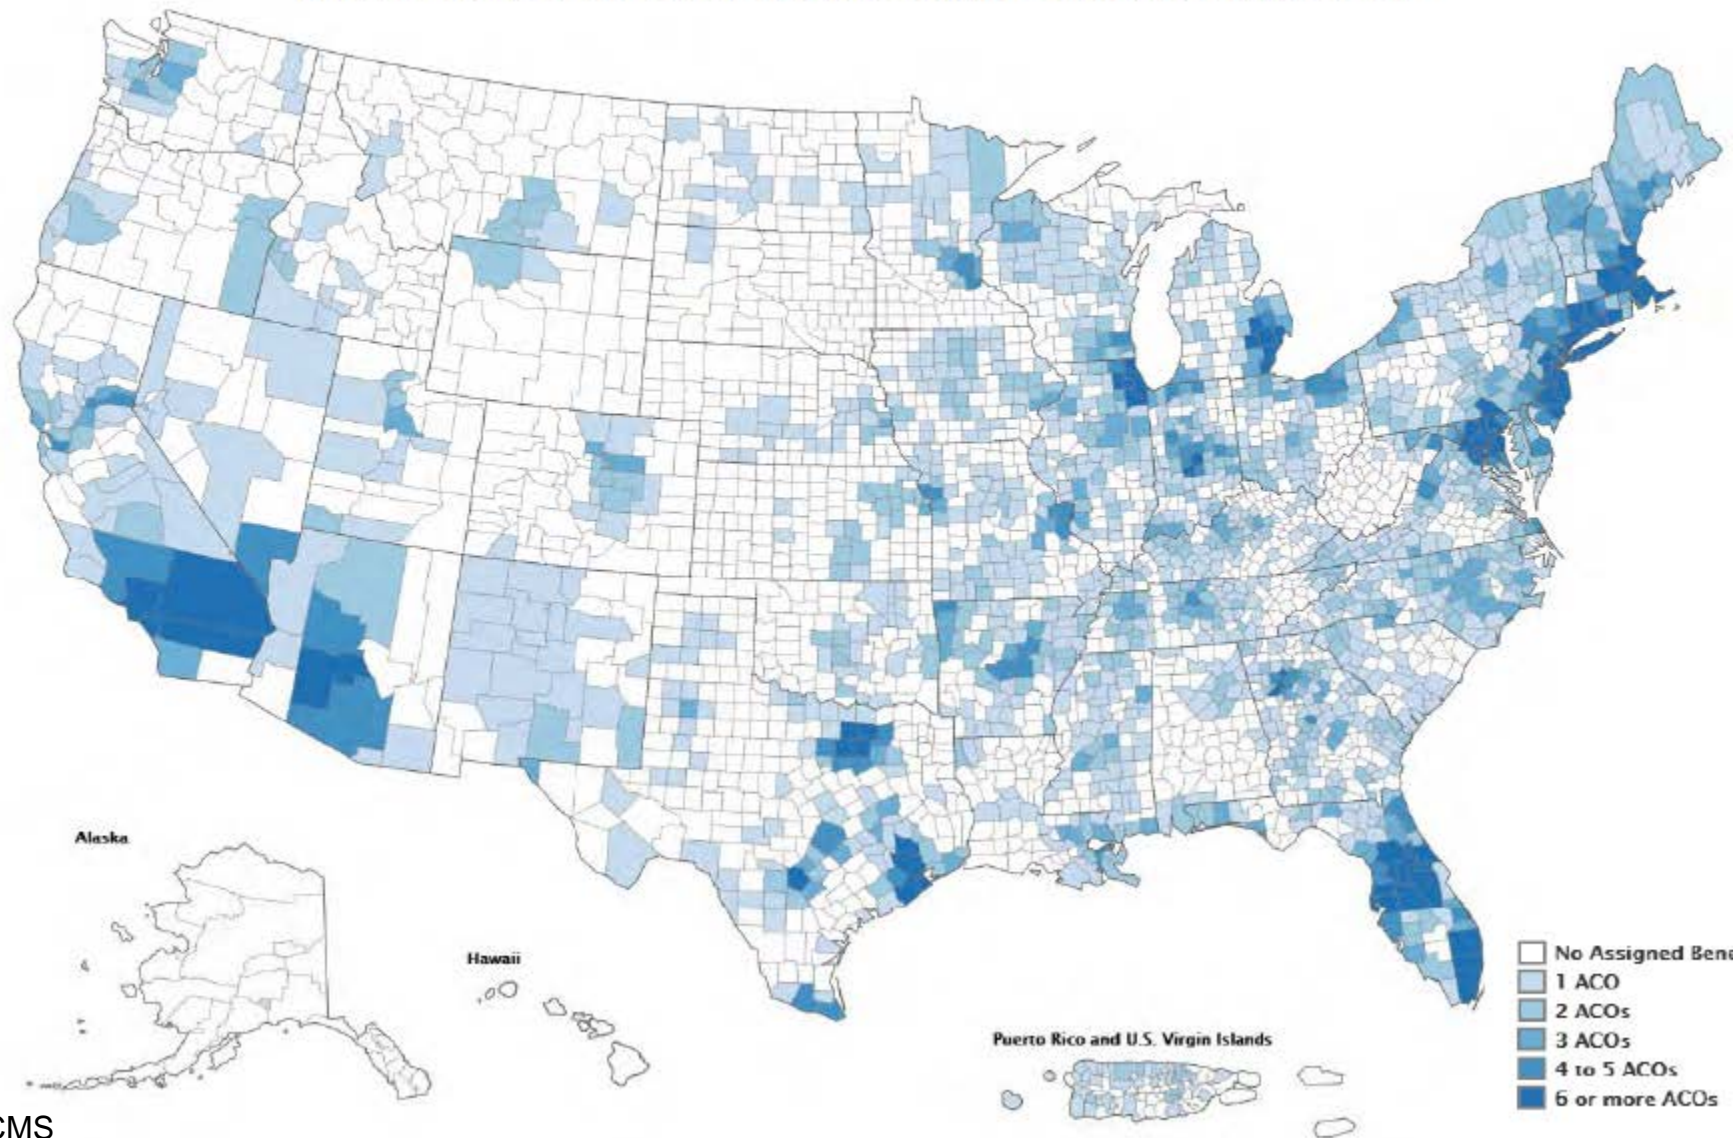 Alaska
Hawaii
Puerto Rico and U.S. Virgin Islands
No Assigned Bene
1 ACO
2 ACOs
3 ACOs
4 to 5 ACOs
6 or more ACOs
CMS